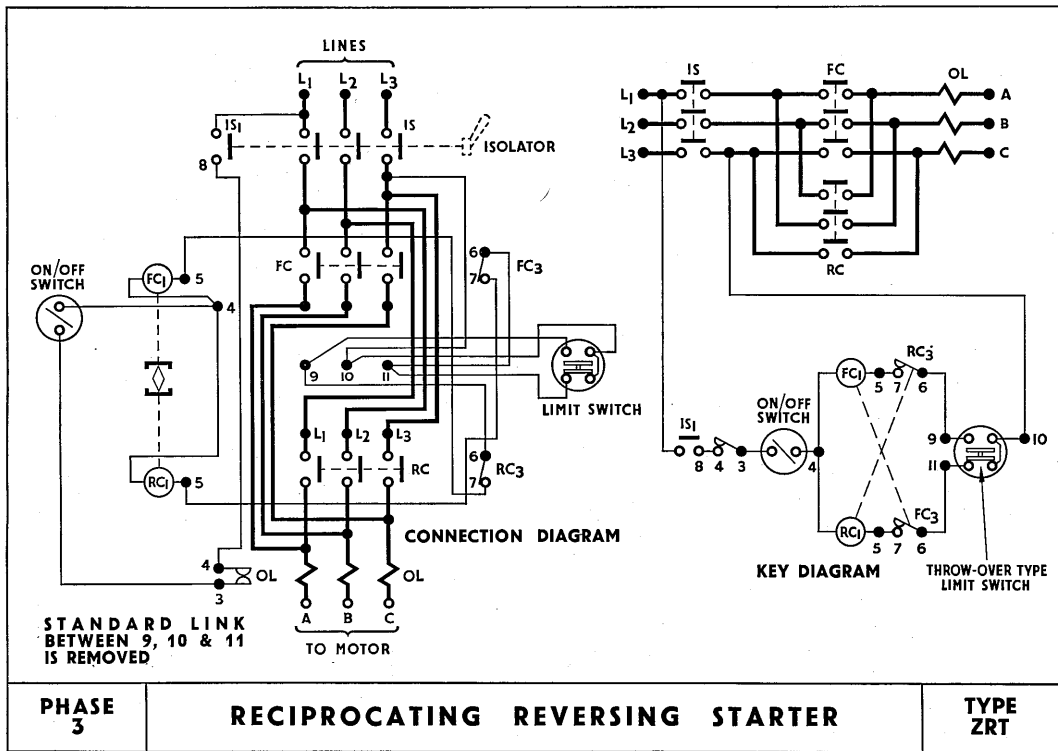 LINES
L1 L2 L3
IS1
IS
8
ISOLATOR
ON/OFF
SWITCH
FC1
5
4
FC
6
7
FC3
9 10 11
LIMIT SWITCH
L1 L2 L3
RC
6
7
RC3
RC1
5
CONNECTION DIAGRAM
4
3
OL
OL
A B C
TO MOTOR
STANDARD LINK
BETWEEN 9, 10 & 11
IS REMOVED
IS
FC
OL
L1
A
L2
B
L3
C
RC
FC1
5 7 6
RC3
ON/OFF
SWITCH
IS1
8 4 3
4
9
10
11
RC1
5 7 6
FC3
KEY DIAGRAM
THROW-OVER TYPE
LIMIT SWITCH
PHASE
3
RECIPROCATING REVERSING STARTER
TYPE
ZRT